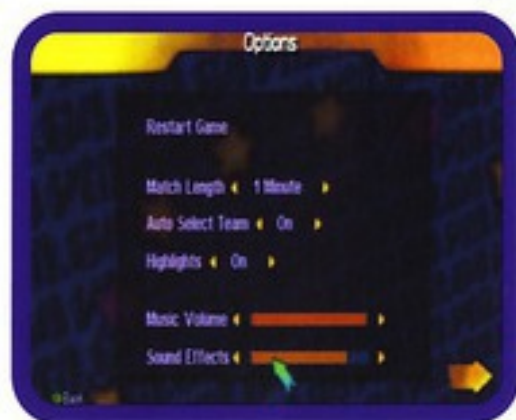 Options
Restart Game
Match Length 1 Minute
Auto Select Team On
Highlights On
Music Volume
Sound Effects